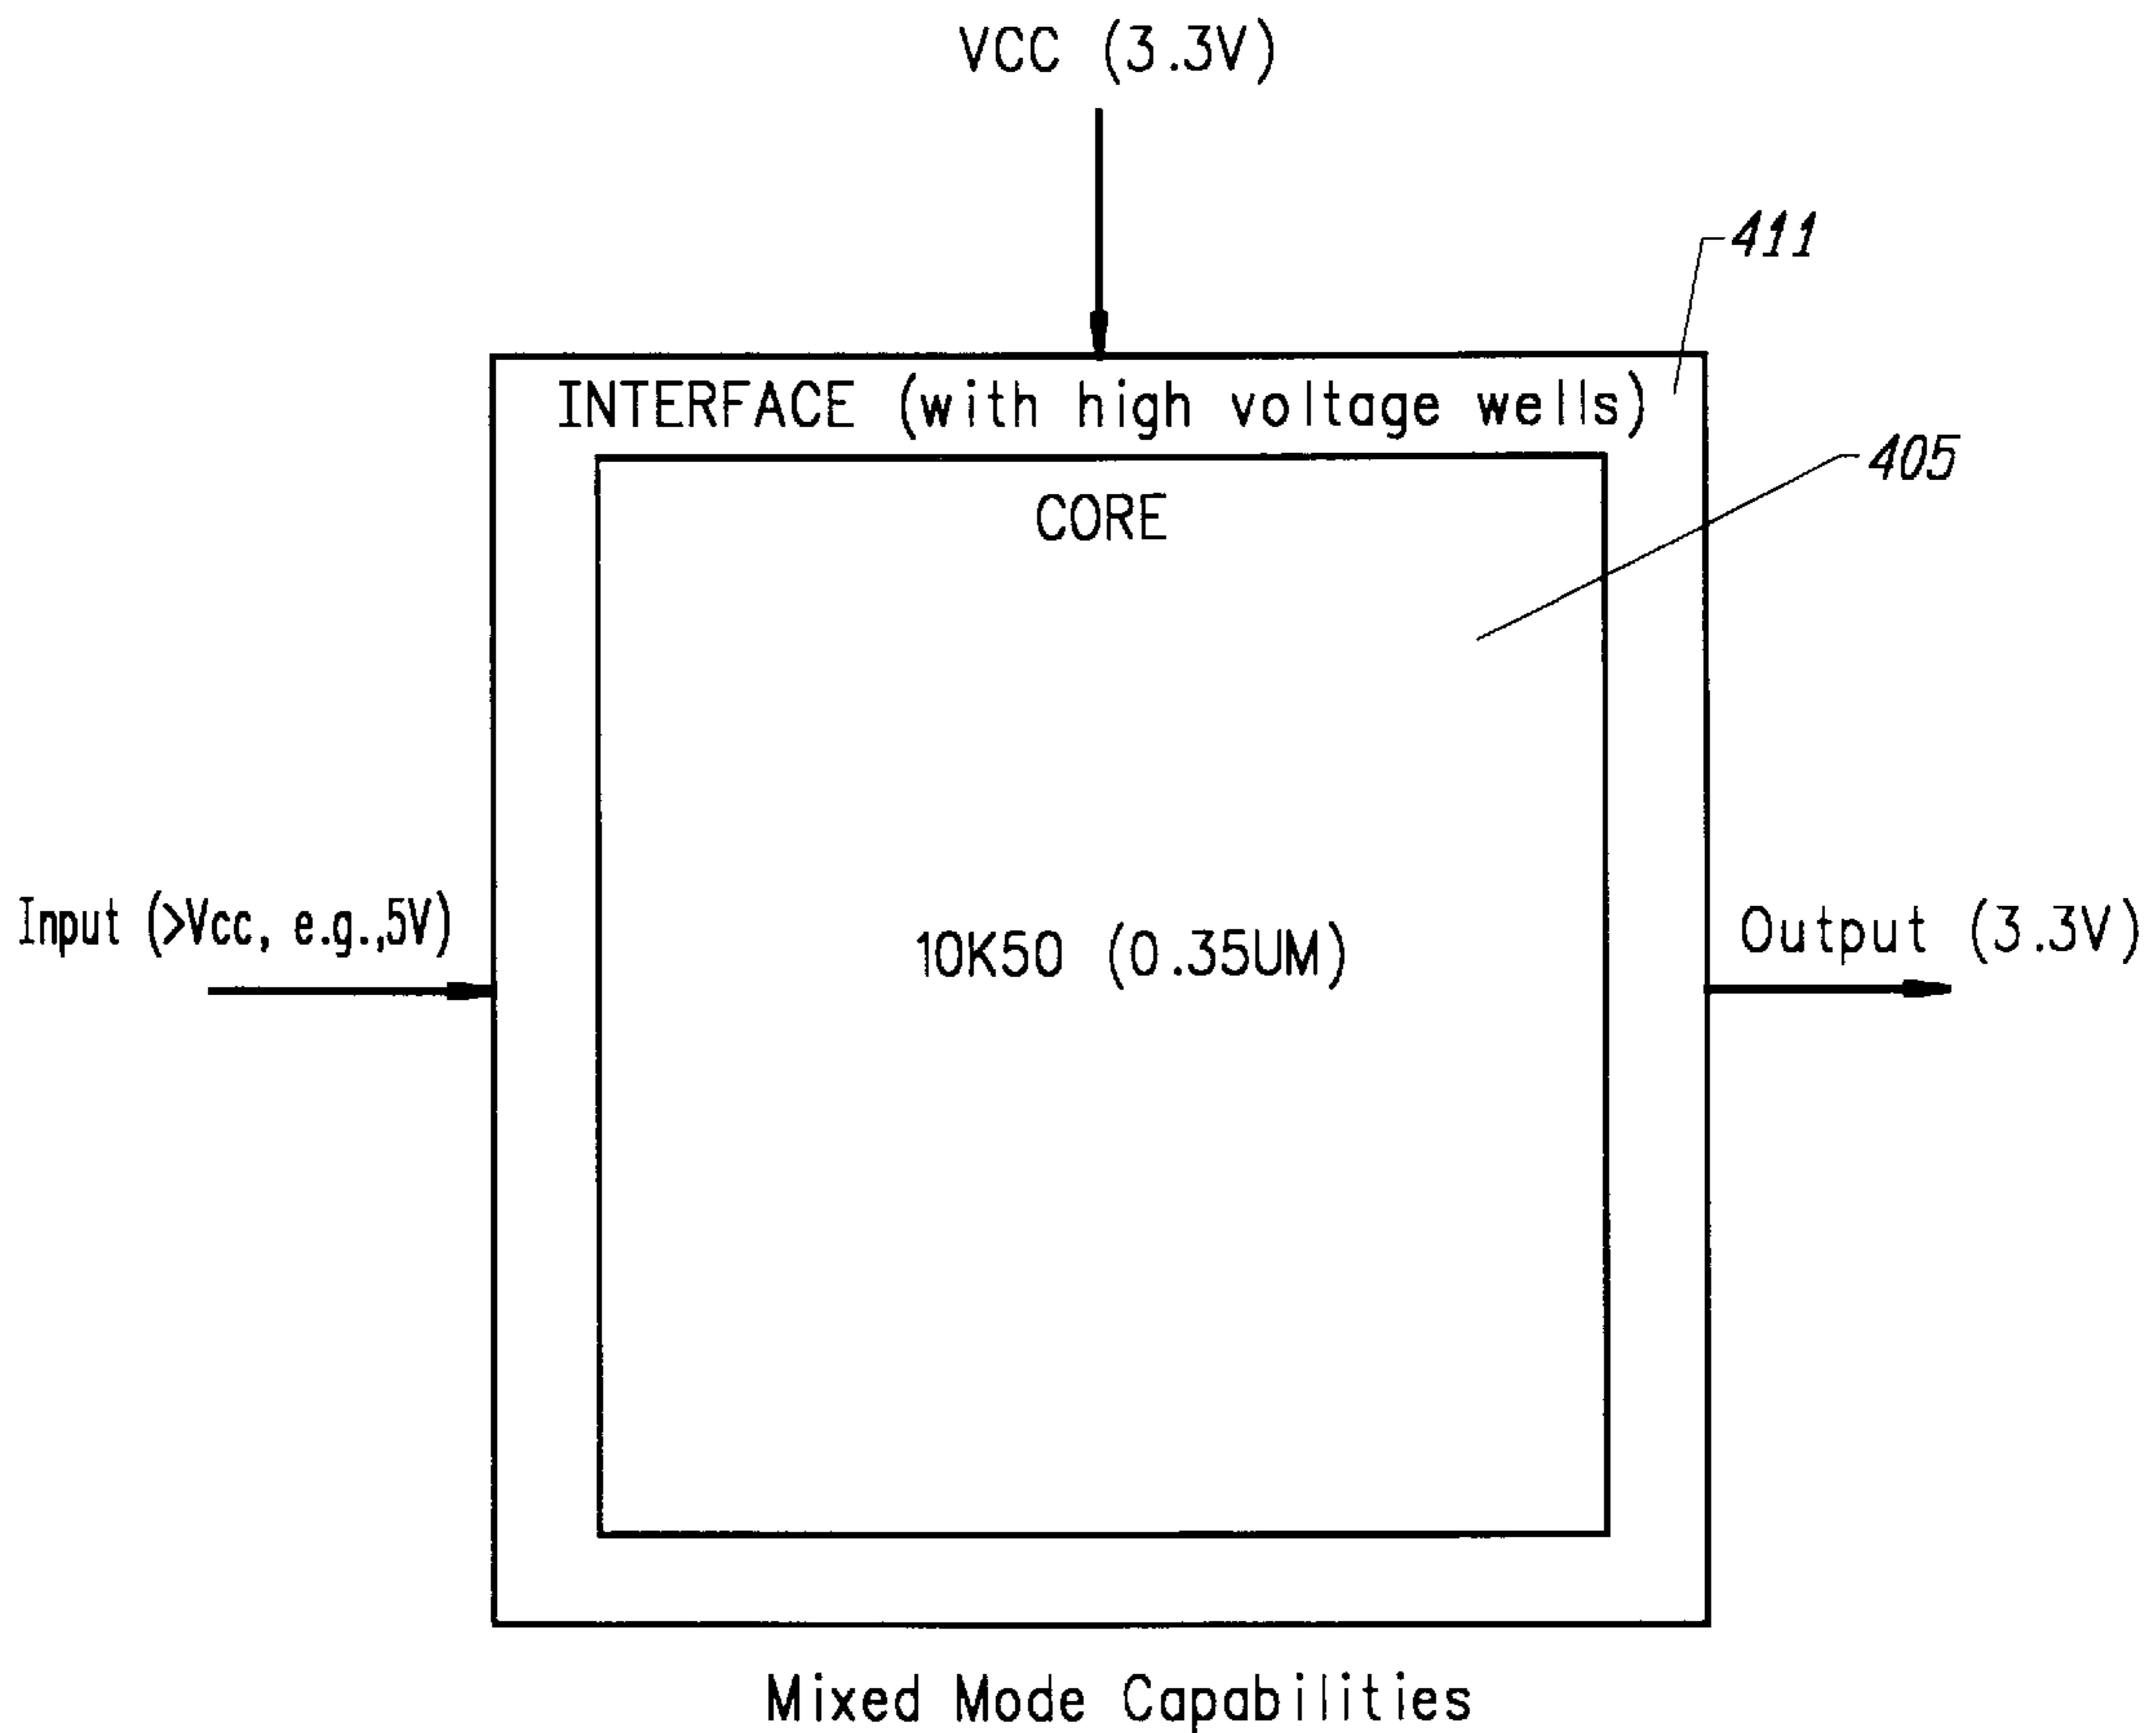 VCC (3.3V)
411
INTERFACE (with high voltage wells)
405
CORE
Input (>Vcc, e.g.,5V)
10K50 (0.35UM)
Output (3.3V)
Mixed Mode Capabilities